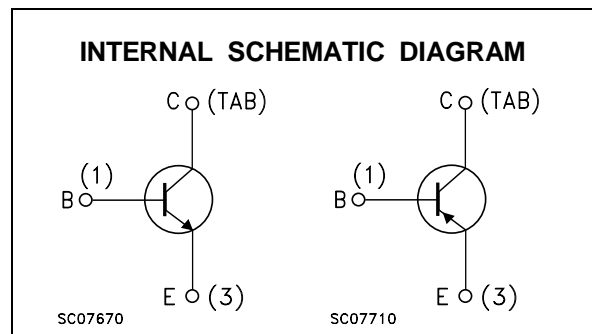 INTERNAL SCHEMATIC DIAGRAM
C (TAB) C (TAB)
(1) (1)
B B
E (3) E (3)
SC07670 SC07710